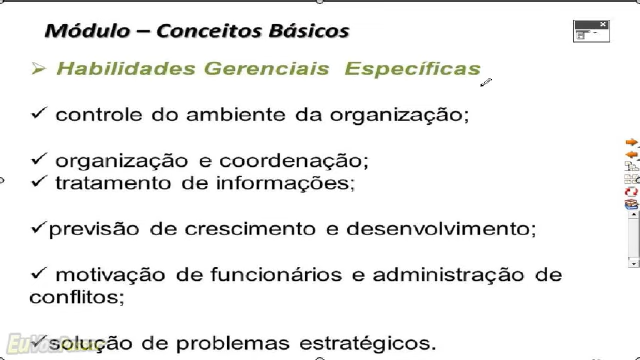 Módulo – Conceitos Básicos
Habilidades Gerenciais Específicas
controle do ambiente da organização;
organização e coordenação;
tratamento de informações;
previsão de crescimento e desenvolvimento;
motivação de funcionários e administração de
conflitos;
solução de problemas estratégicos.